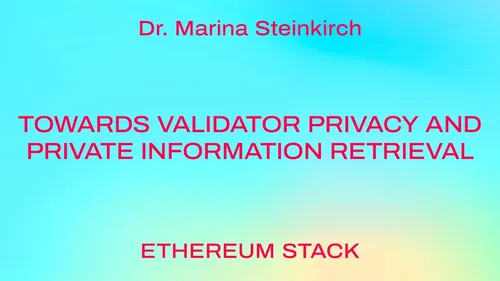 Dr. Marina Steinkirch
TOWARDS VALIDATOR PRIVACY AND
PRIVATE INFORMATION RETRIEVAL
ETHEREUM STACK